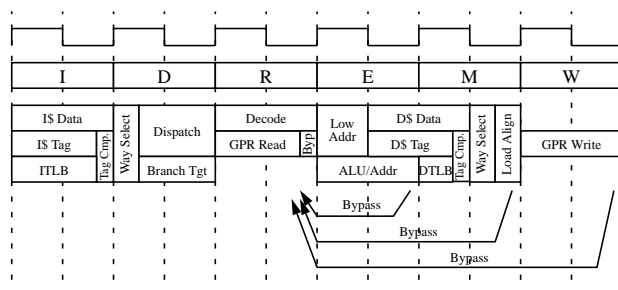 I D R E M W
I$ Data
I$ Tag
ITLB
Tag Cmp.
Way Select
Dispatch
Branch Tgt
Decode
GPR Read
Byp
Low
Addr
ALU/Addr
D$ Data
D$ Tag
DTLB
Tag Cmp.
Way Select
Load Align
GPR Write
Bypass
Bypass
Bypass